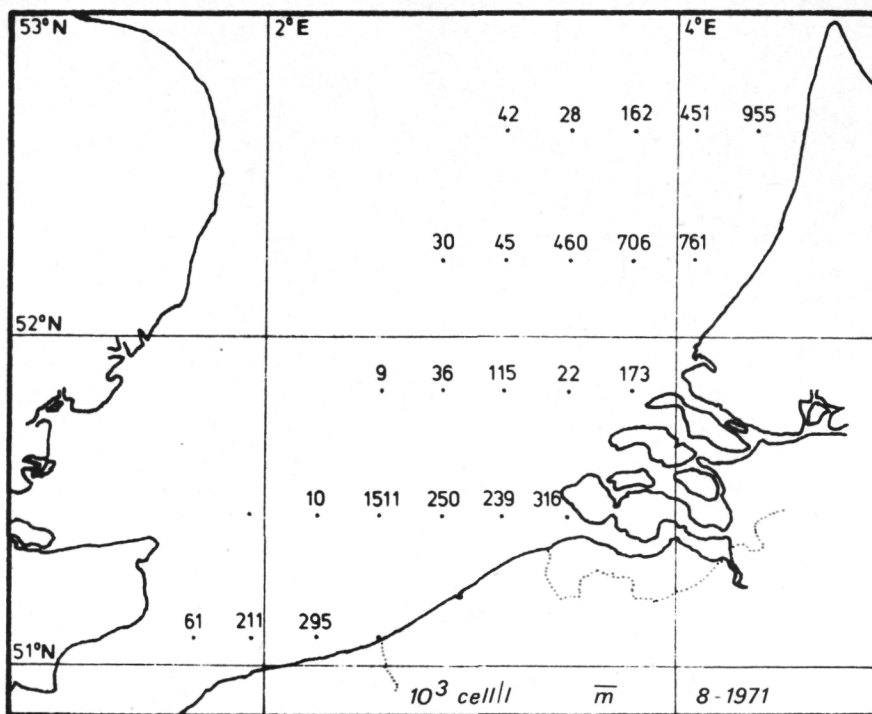 53°N 2°E 4°E
42 28 162 451 955
30 45 460 706 761
52°N
9 36 115 22 173
10 1511 250 239 316
61 211 295
51°N
10³ cell/l m̅ 8-1971